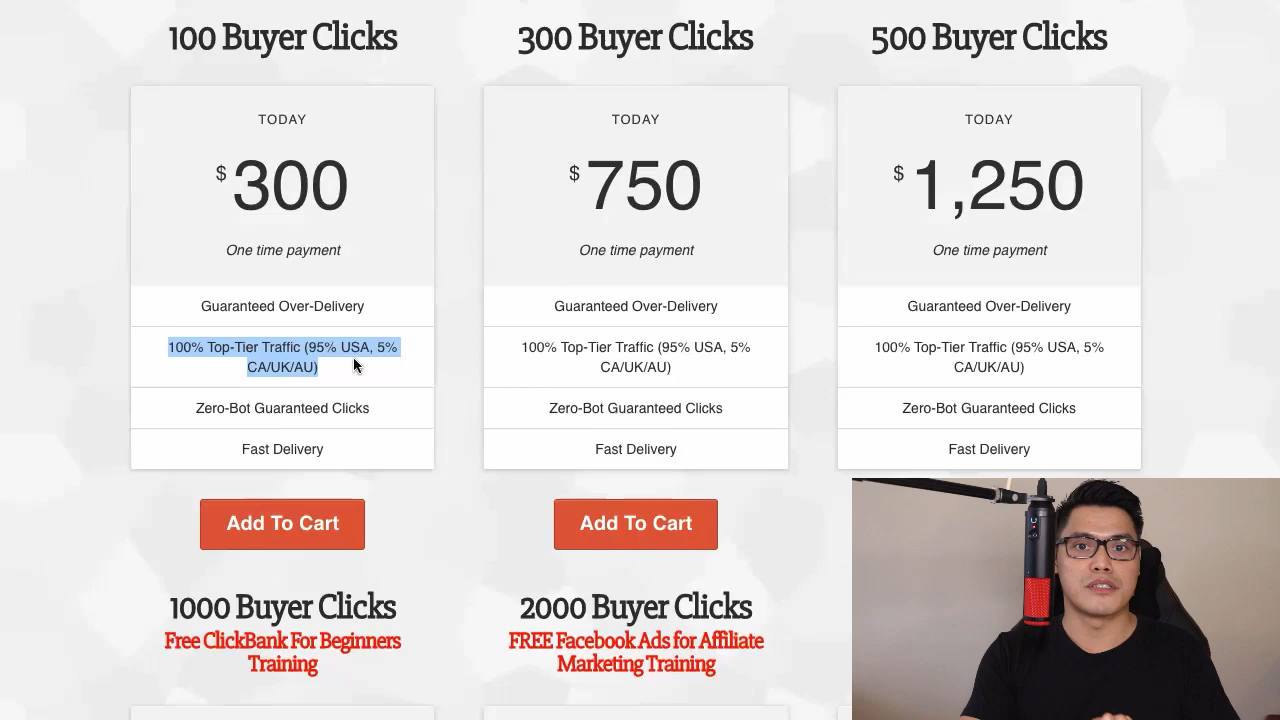 100 Buyer Clicks
TODAY
$ 300
One time payment
Guaranteed Over-Delivery
100% Top-Tier Traffic (95% USA, 5%
CA/UK/AU)
Zero-Bot Guaranteed Clicks
Fast Delivery
Add To Cart
300 Buyer Clicks
TODAY
$ 750
One time payment
Guaranteed Over-Delivery
100% Top-Tier Traffic (95% USA, 5%
CA/UK/AU)
Zero-Bot Guaranteed Clicks
Fast Delivery
Add To Cart
500 Buyer Clicks
TODAY
$ 1,250
One time payment
Guaranteed Over-Delivery
100% Top-Tier Traffic (95% USA, 5%
CA/UK/AU)
Zero-Bot Guaranteed Clicks
Fast Delivery
1000 Buyer Clicks
Free ClickBank For Beginners
Training
2000 Buyer Clicks
FREE Facebook Ads for Affiliate
Marketing Training